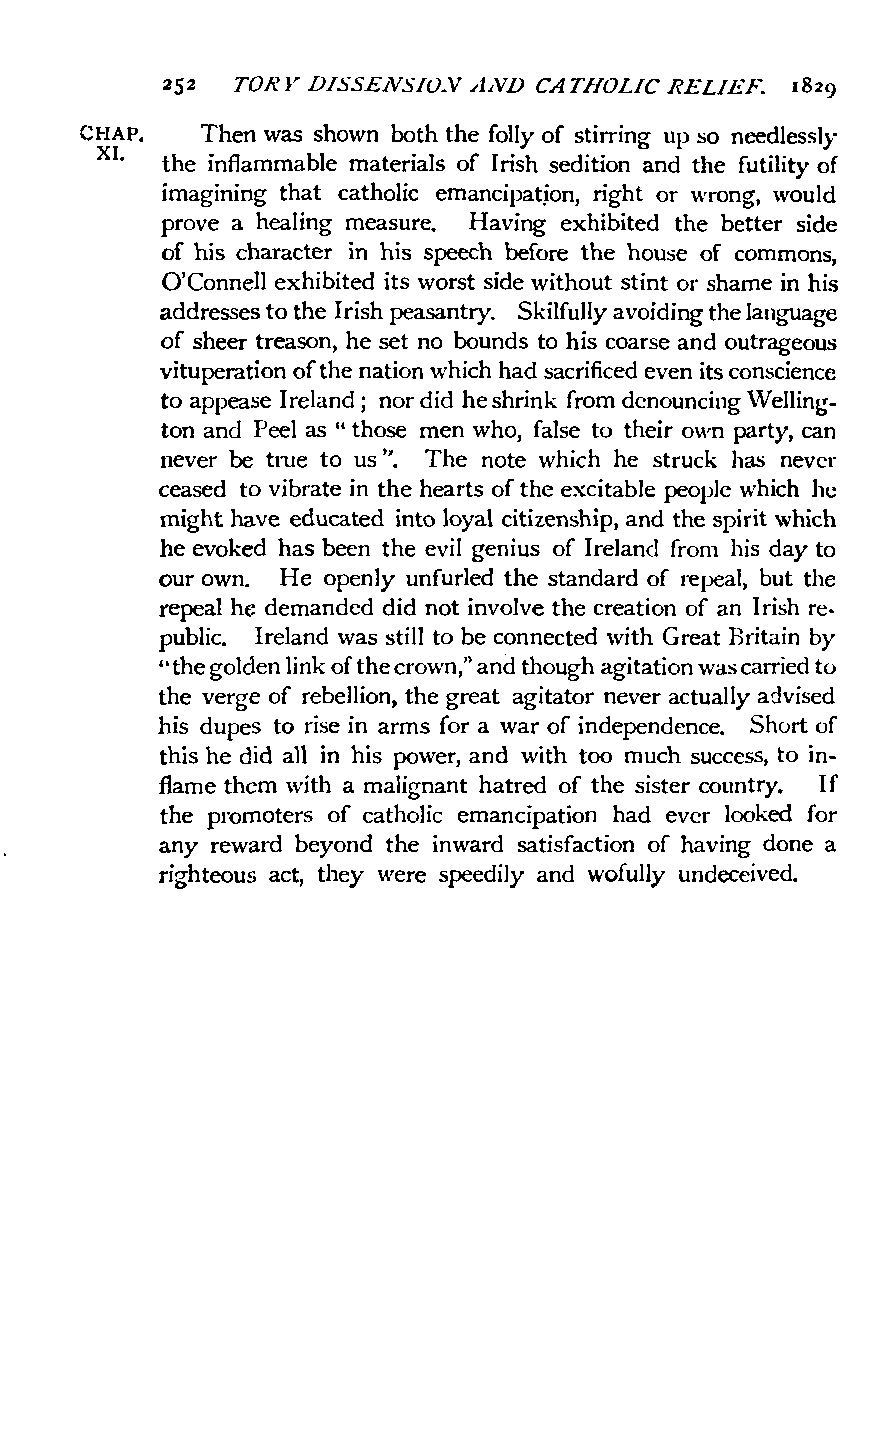 252 TORY DISSENSION AND CATHOLIC RELIEF. 1829
CHAP. XI.
Then was shown both the folly of stirring up so needlessly
the inflammable materials of Irish sedition and the futility of
imagining that catholic emancipation, right or wrong, would
prove a healing measure. Having exhibited the better side
of his character in his speech before the house of commons,
O'Connell exhibited its worst side without stint or shame in his
addresses to the Irish peasantry. Skilfully avoiding the language
of sheer treason, he set no bounds to his coarse and outrageous
vituperation of the nation which had sacrificed even its conscience
to appease Ireland ; nor did he shrink from denouncing Welling-
ton and Peel as " those men who, false to their own party, can
never be true to us ". The note which he struck has never
ceased to vibrate in the hearts of the excitable people which he
might have educated into loyal citizenship, and the spirit which
he evoked has been the evil genius of Ireland from his day to
our own. He openly unfurled the standard of repeal, but the
repeal he demanded did not involve the creation of an Irish re-
public. Ireland was still to be connected with Great Britain by
"the golden link of the crown," and though agitation was carried to
the verge of rebellion, the great agitator never actually advised
his dupes to rise in arms for a war of independence. Short of
this he did all in his power, and with too much success, to in-
flame them with a malignant hatred of the sister country. If
the promoters of catholic emancipation had ever looked for
any reward beyond the inward satisfaction of having done a
righteous act, they were speedily and wofully undeceived.